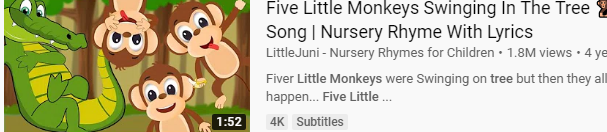 Five Little Monkeys Swinging In The Tree 🐒
Song | Nursery Rhyme With Lyrics
LittleJuni - Nursery Rhymes for Children • 1.8M views • 4 ye
Fiver Little Monkeys were Swinging on tree but then they all
happen... Five Little ...
1:52
4K Subtitles